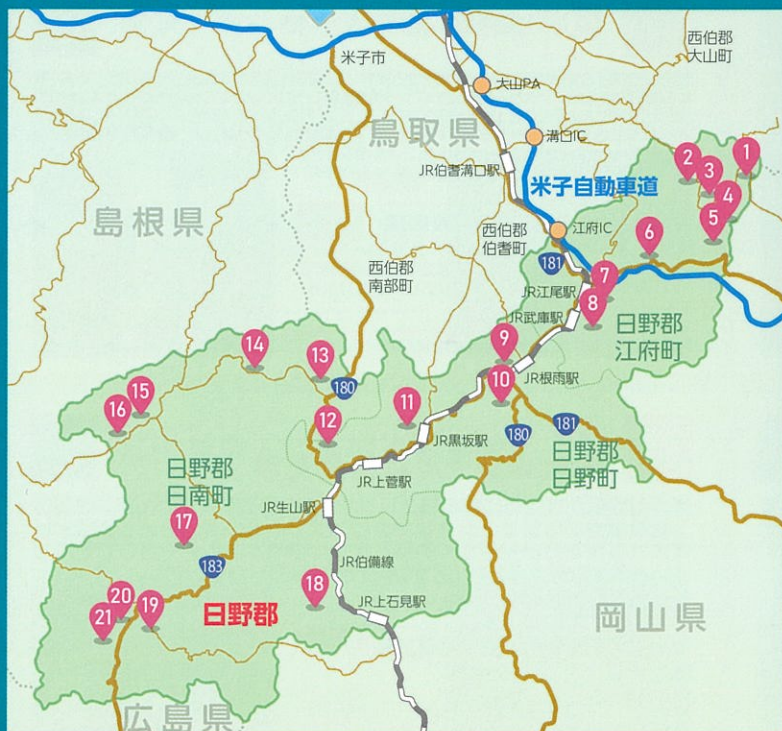 西伯郡
大山町
米子市
大山PA
鳥取県
溝口IC
JR伯耆溝口駅
米子自動車道
島根県
西伯郡
伯耆町
江府IC
181
西伯郡
南部町
JR江尾駅
JR武庫駅
日野郡
江府町
JR根雨駅
180
JR黒坂駅
180
181
日野郡
日野町
日野郡
日南町
JR上菅駅
JR生山駅
JR伯備線
183
JR上石見駅
日野郡
岡山県
広島県
1
2
3
4
5
6
7
8
9
10
11
12
13
14
15
16
17
18
19
20
21